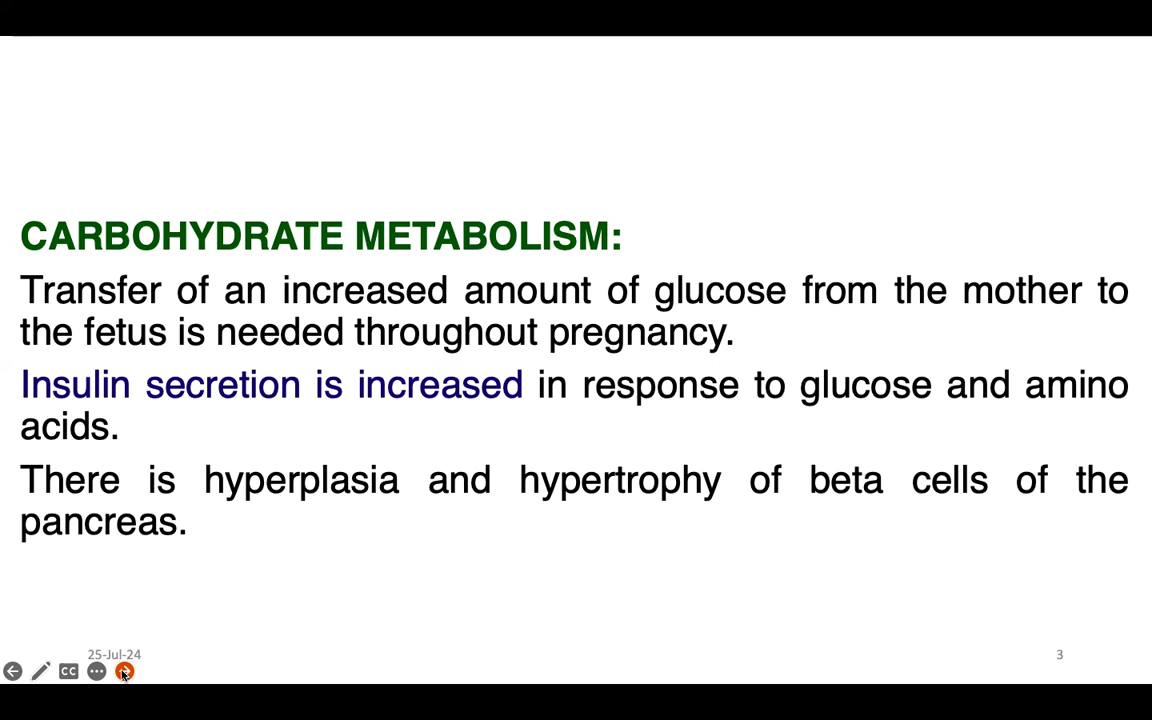 CARBOHYDRATE METABOLISM:
Transfer of an increased amount of glucose from the mother to
the fetus is needed throughout pregnancy.
Insulin secretion is increased in response to glucose and amino
acids.
There is hyperplasia and hypertrophy of beta cells of the
pancreas.
25-Jul-24
3
CC